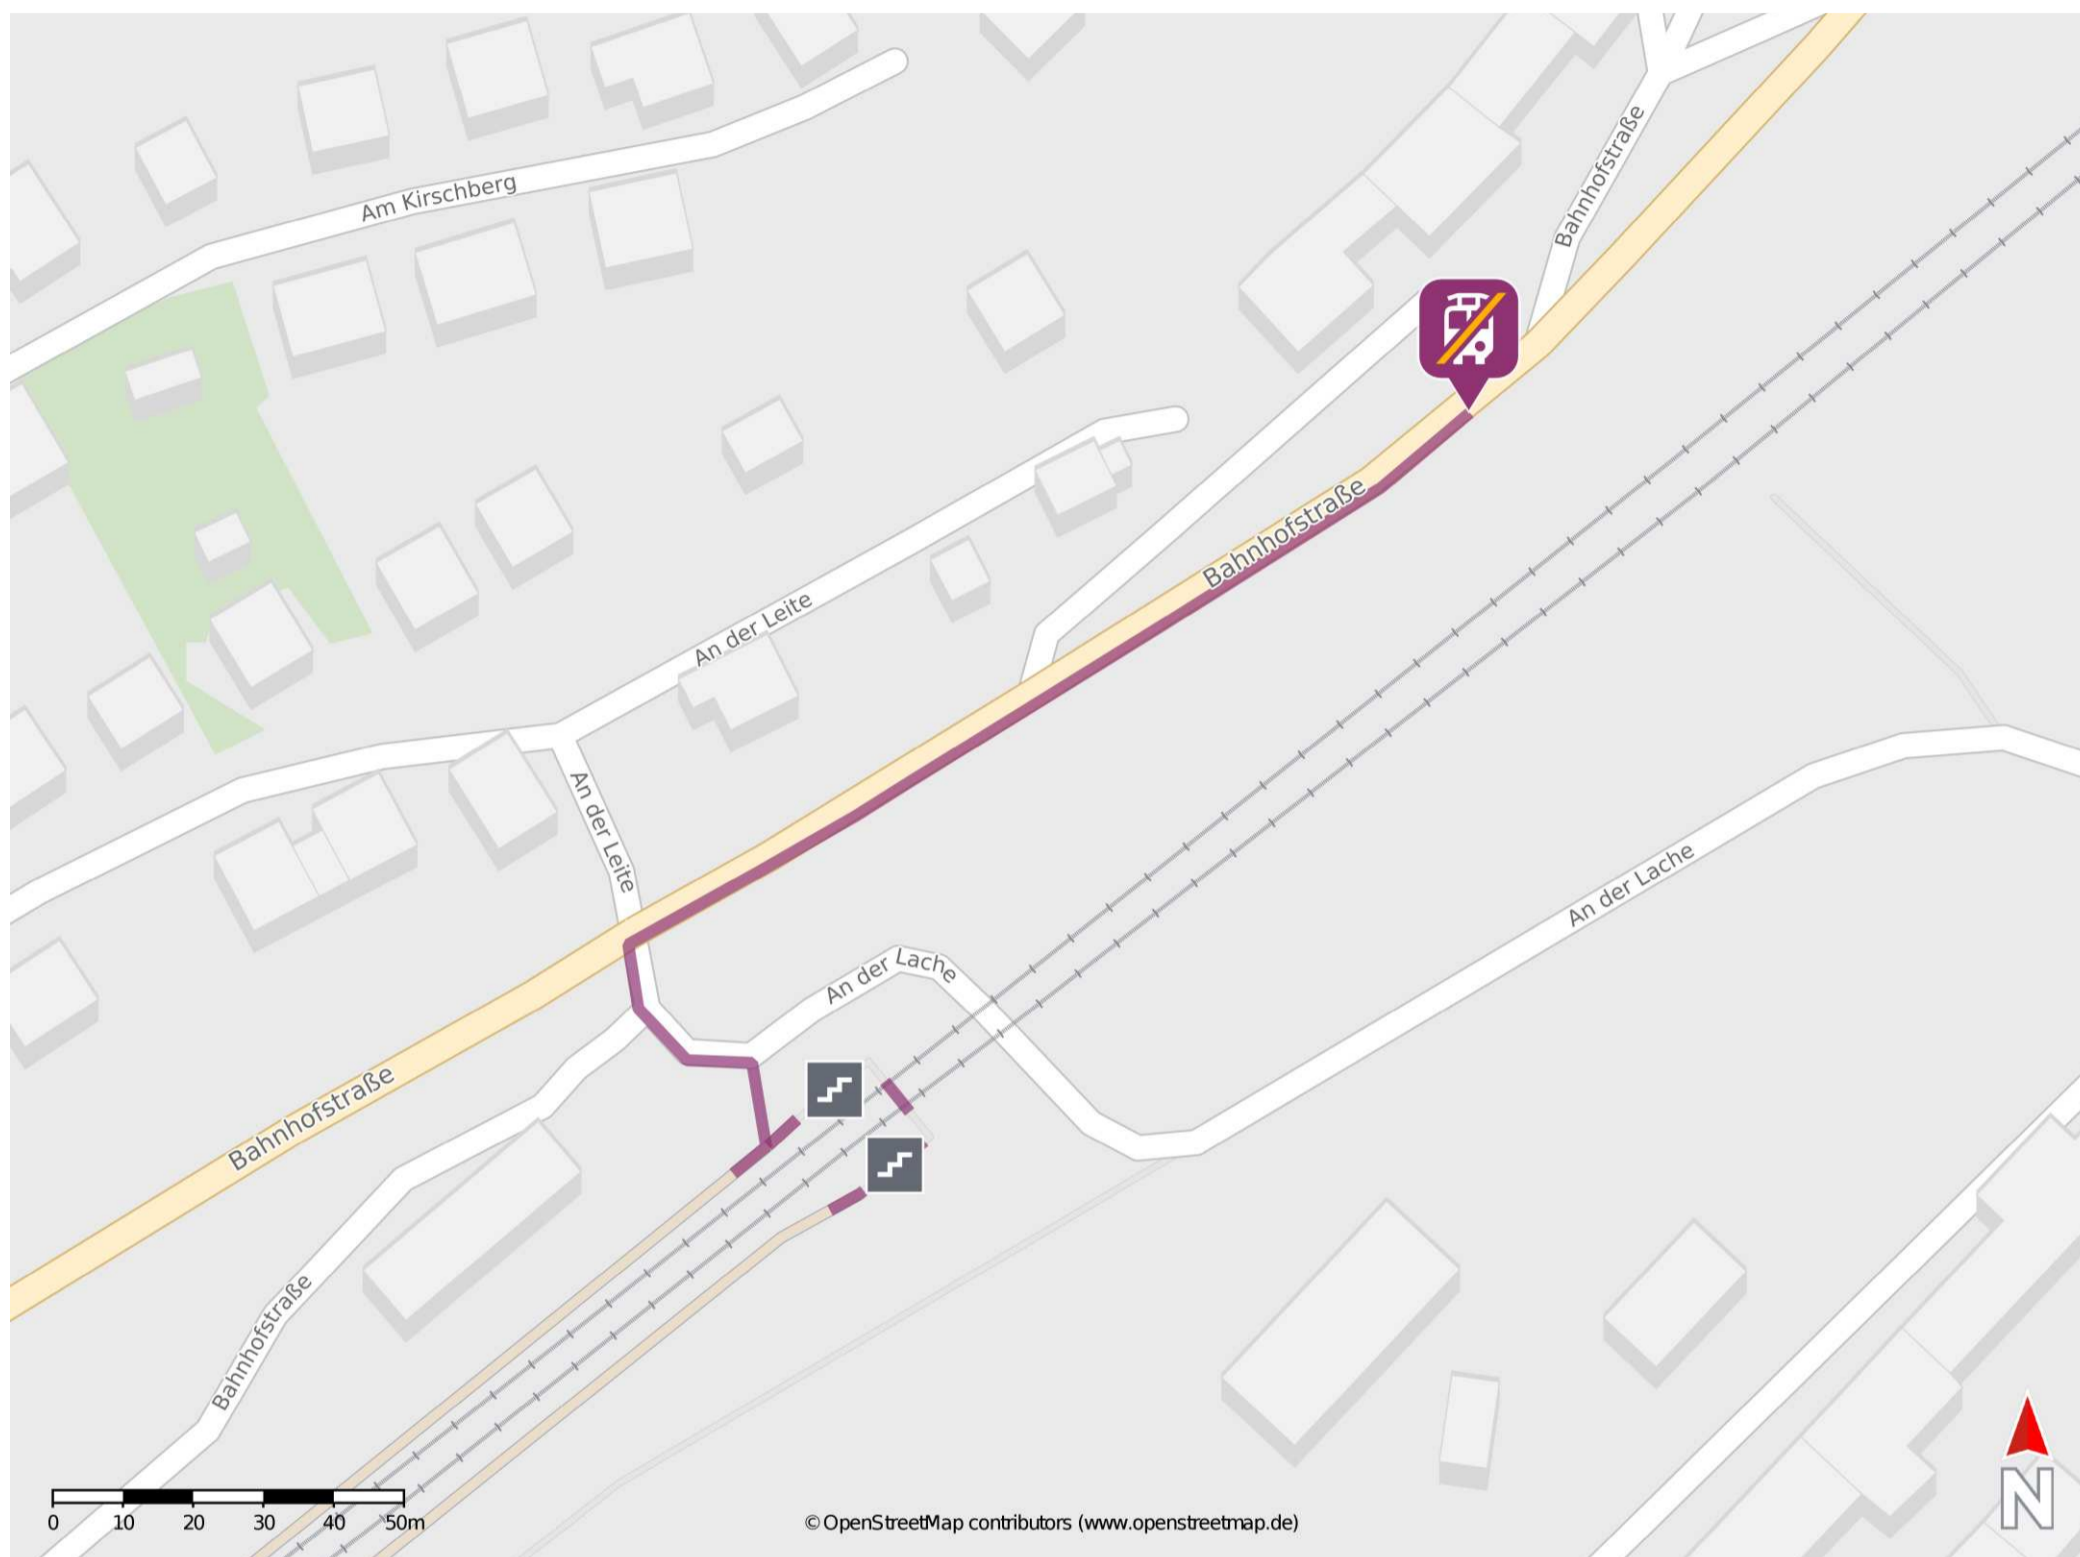 Am Kirschberg
Bahnhofstraße
Bahnhofstraße
An der Leite
An der Leite
An der Lache
An der Lache
Bahnhofstraße
Bahnhofstraße
0 10 20 30 40 50m
© OpenStreetMap contributors (www.openstreetmap.de)
N